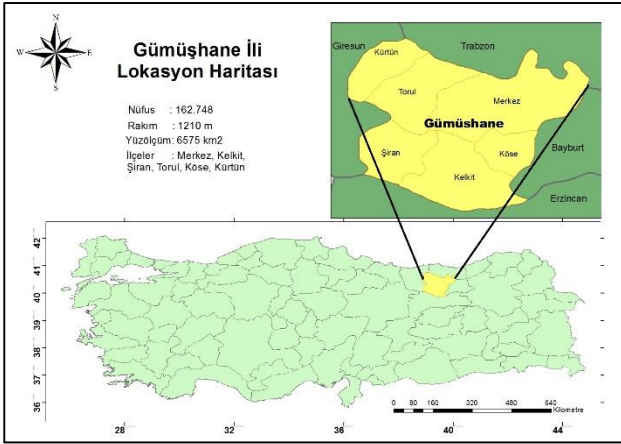 N
W
E
S
Gümüşhane İli
Lokasyon Haritası
Nüfus : 162.748
Rakım : 1210 m
Yüzölçüm: 6575 km2
İlçeler : Merkez, Kelkit,
Şiran, Torul, Köse, Kürtün
Giresun
Kürtün
Trabzon
Torul
Merkez
Gümüşhane
Şiran
Köse
Bayburt
Kelkit
Erzincan
42
41
40
39
38
37
36
0 80 160 320 480 640
Kilometre
28
32
36
40
44